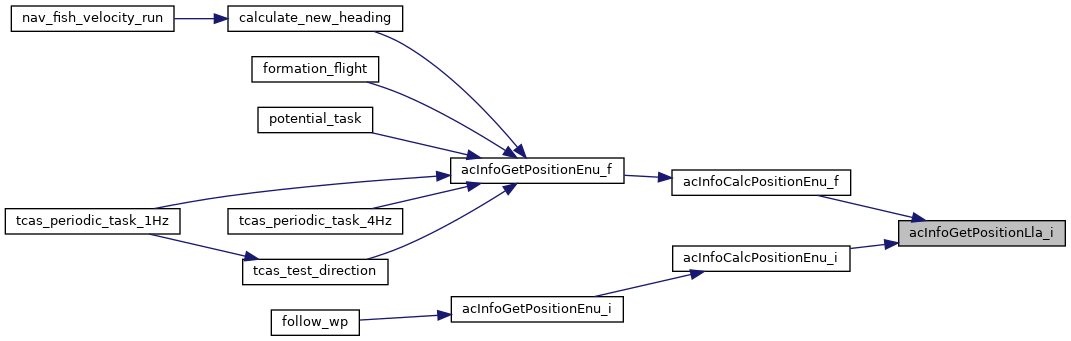 nav_fish_velocity_run
calculate_new_heading
formation_flight
potential_task
acInfoGetPositionEnu_f
acInfoCalcPositionEnu_f
tcas_periodic_task_1Hz
tcas_periodic_task_4Hz
acInfoGetPositionLla_i
tcas_test_direction
acInfoCalcPositionEnu_i
acInfoGetPositionEnu_i
follow_wp